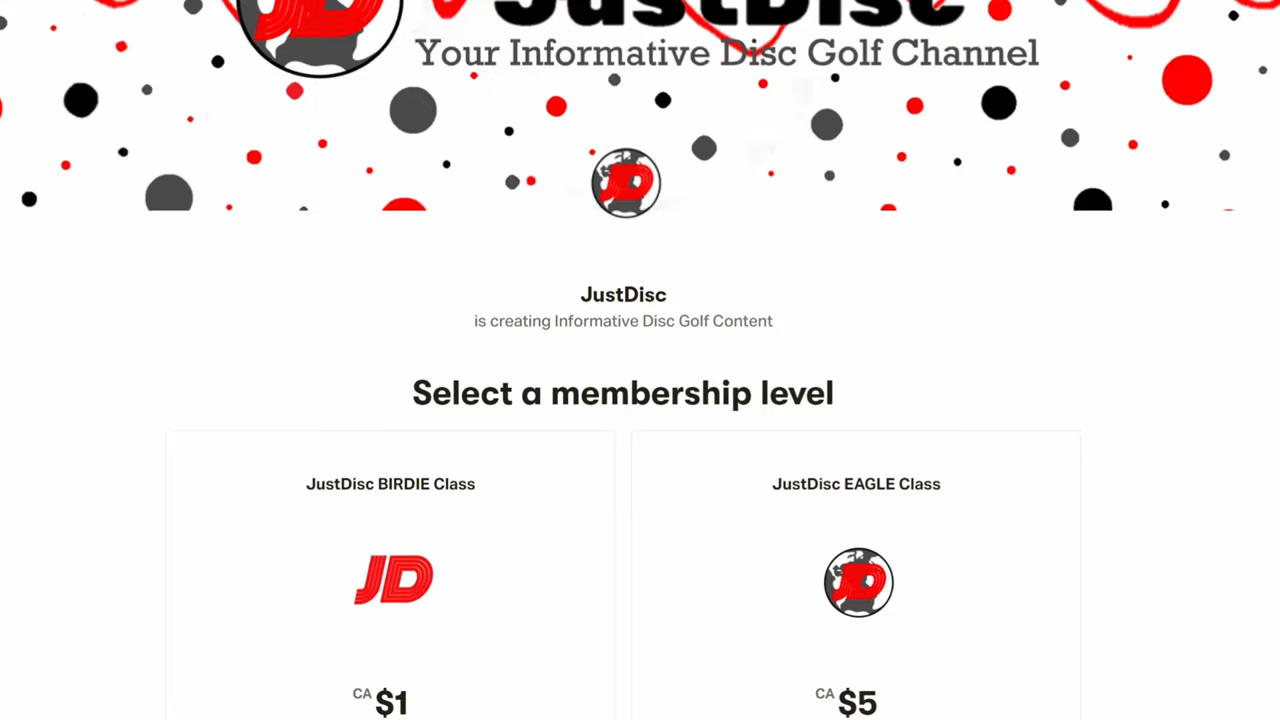 JD
JustDisc
Your Informative Disc Golf Channel
JD
JustDisc
is creating Informative Disc Golf Content
Select a membership level
JustDisc BIRDIE Class
JustDisc EAGLE Class
JD
JD
CA $1
CA $5